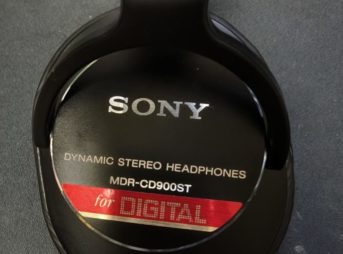 SONY
DYNAMIC STEREO HEADPHONES
MDR-CD900ST
for DIGITAL